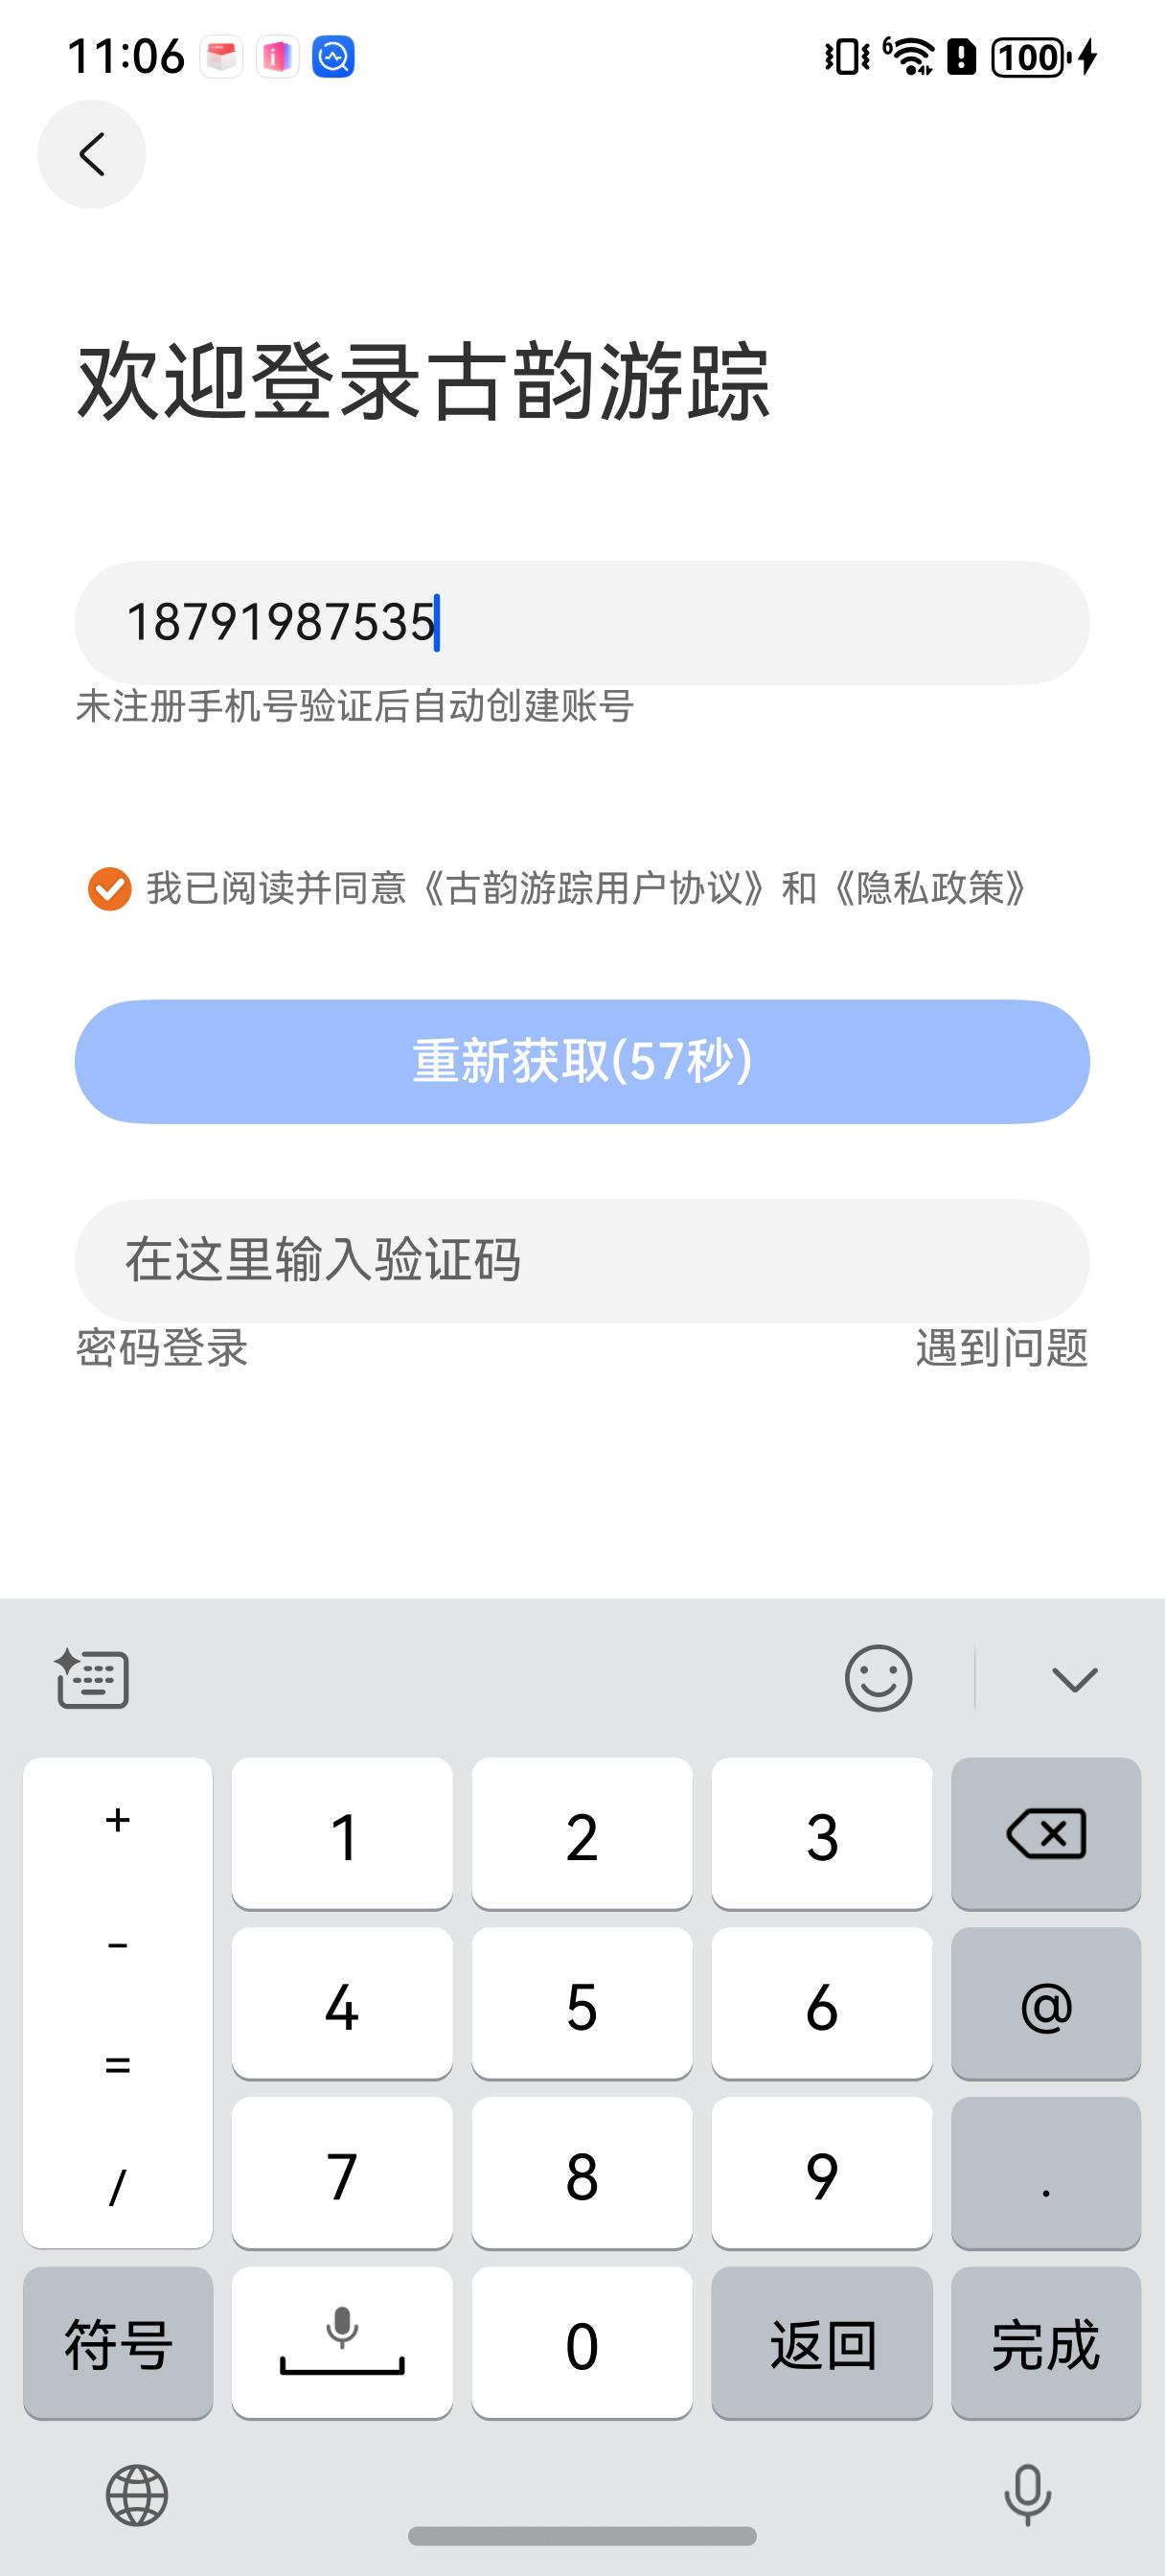 11:06
6
100
欢迎登录古韵游踪
18791987535
未注册手机号验证后自动创建账号
我已阅读并同意《古韵游踪用户协议》和《隐私政策》
重新获取(57秒)
在这里输入验证码
密码登录 遇到问题
+ 1 2 3
- 4 5 6 @
=
/ 7 8 9 .
符号 0 返回 完成